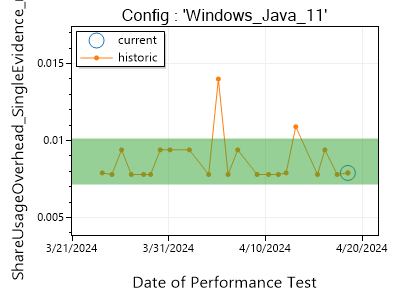 Config : 'Windows_Java_11'
current
historic
ShareUsageOverhead_SingleEvidence_
0.015
0.01
0.005
3/21/2024
3/31/2024
4/10/2024
4/20/2024
Date of Performance Test